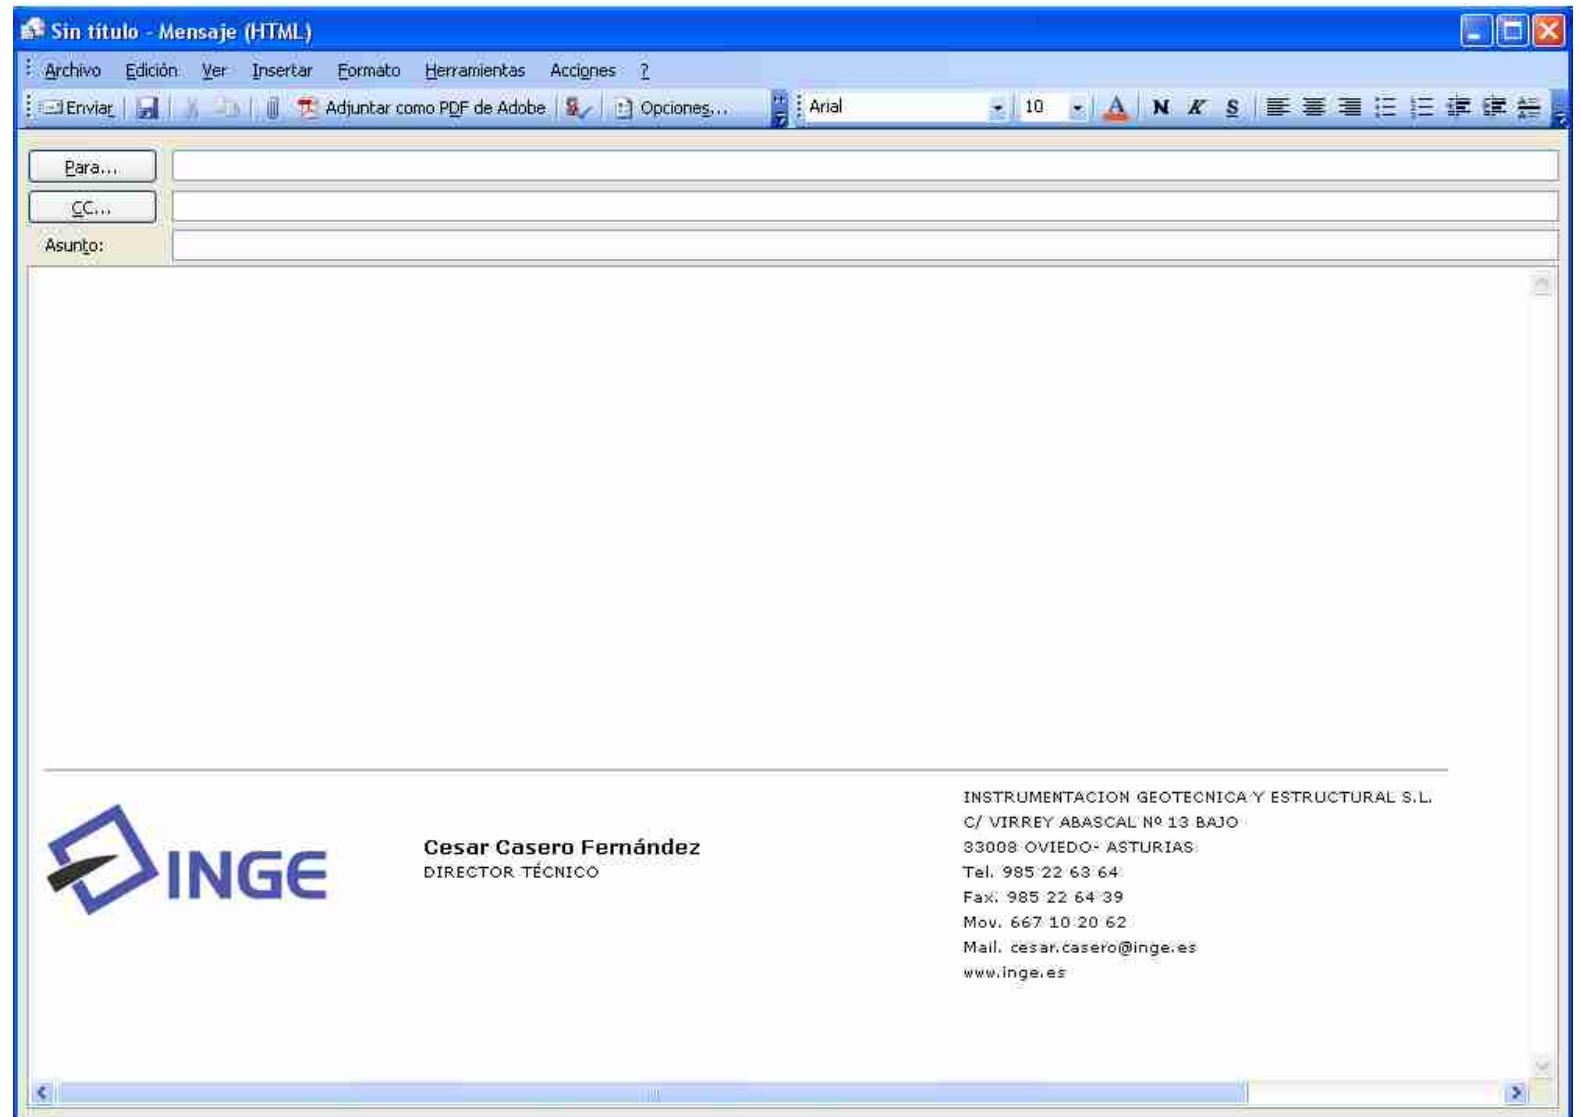 Sin título - Mensaje (HTML)
Archivo Edición Ver Insertar Formato Herramientas Acciones ?
Enviar Adjuntar como PDF de Adobe Opciones... Arial 10 N K S
Para...
CC...
Asunto:
INGE
Cesar Casero Fernández
DIRECTOR TÉCNICO
INSTRUMENTACION GEOTECNICA Y ESTRUCTURAL S.L.
C/ VIRREY ABASCAL Nº 13 BAJO
33008 OVIEDO- ASTURIAS
Tel. 985 22 63 64
Fax. 985 22 64 39
Mov. 667 10 20 62
Mail. cesar.casero@inge.es
www.inge.es